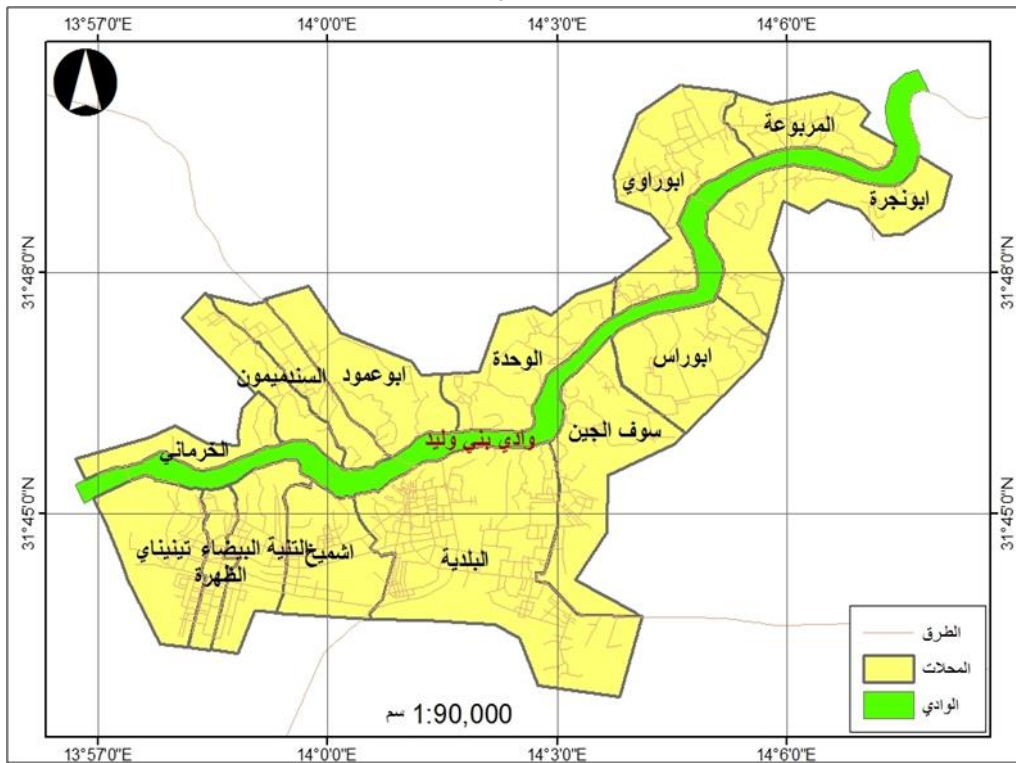 13°57'0"E
14°0'0"E
14°3'0"E
14°6'0"E
المربوعة
ابوراوي
ابونجرة
31°48'0"N
31°48'0"N
الوحدة
ابوراس
السندميمون
ابوعمود
سوف الجين
وادي بني وليد
الخرماني
31°45'0"N
31°45'0"N
تينيناي
الظهرة
البيضاء
التنية
اشميخ
البلدية
الطرق
المحلات
الوادي
1:90,000 سم
13°57'0"E
14°0'0"E
14°3'0"E
14°6'0"E